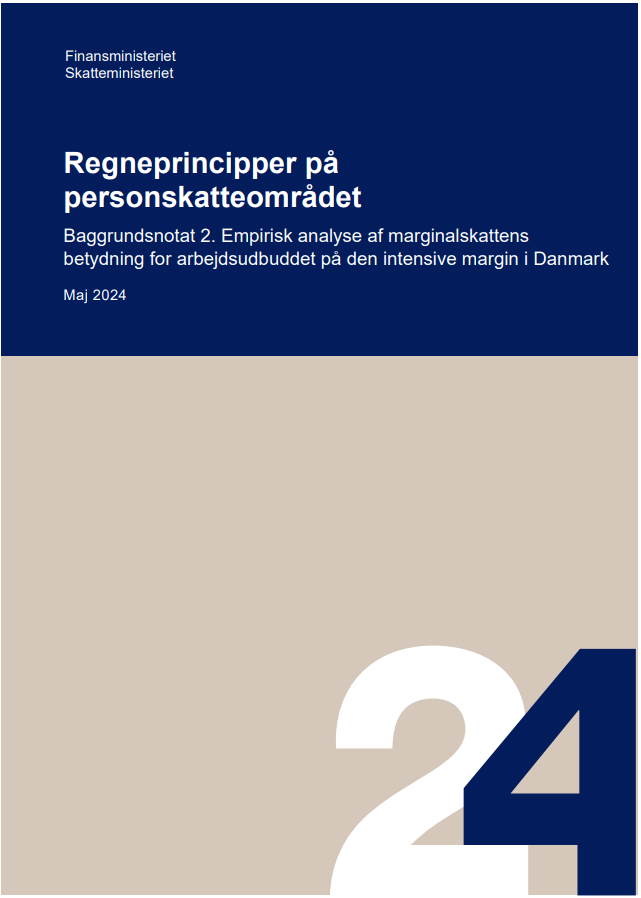 Finansministeriet
Skatteministeriet
Regneprincipper på
personskatteområdet
Baggrundsnotat 2. Empirisk analyse af marginalskattens
betydning for arbejdsudbuddet på den intensive margin i Danmark
Maj 2024
24